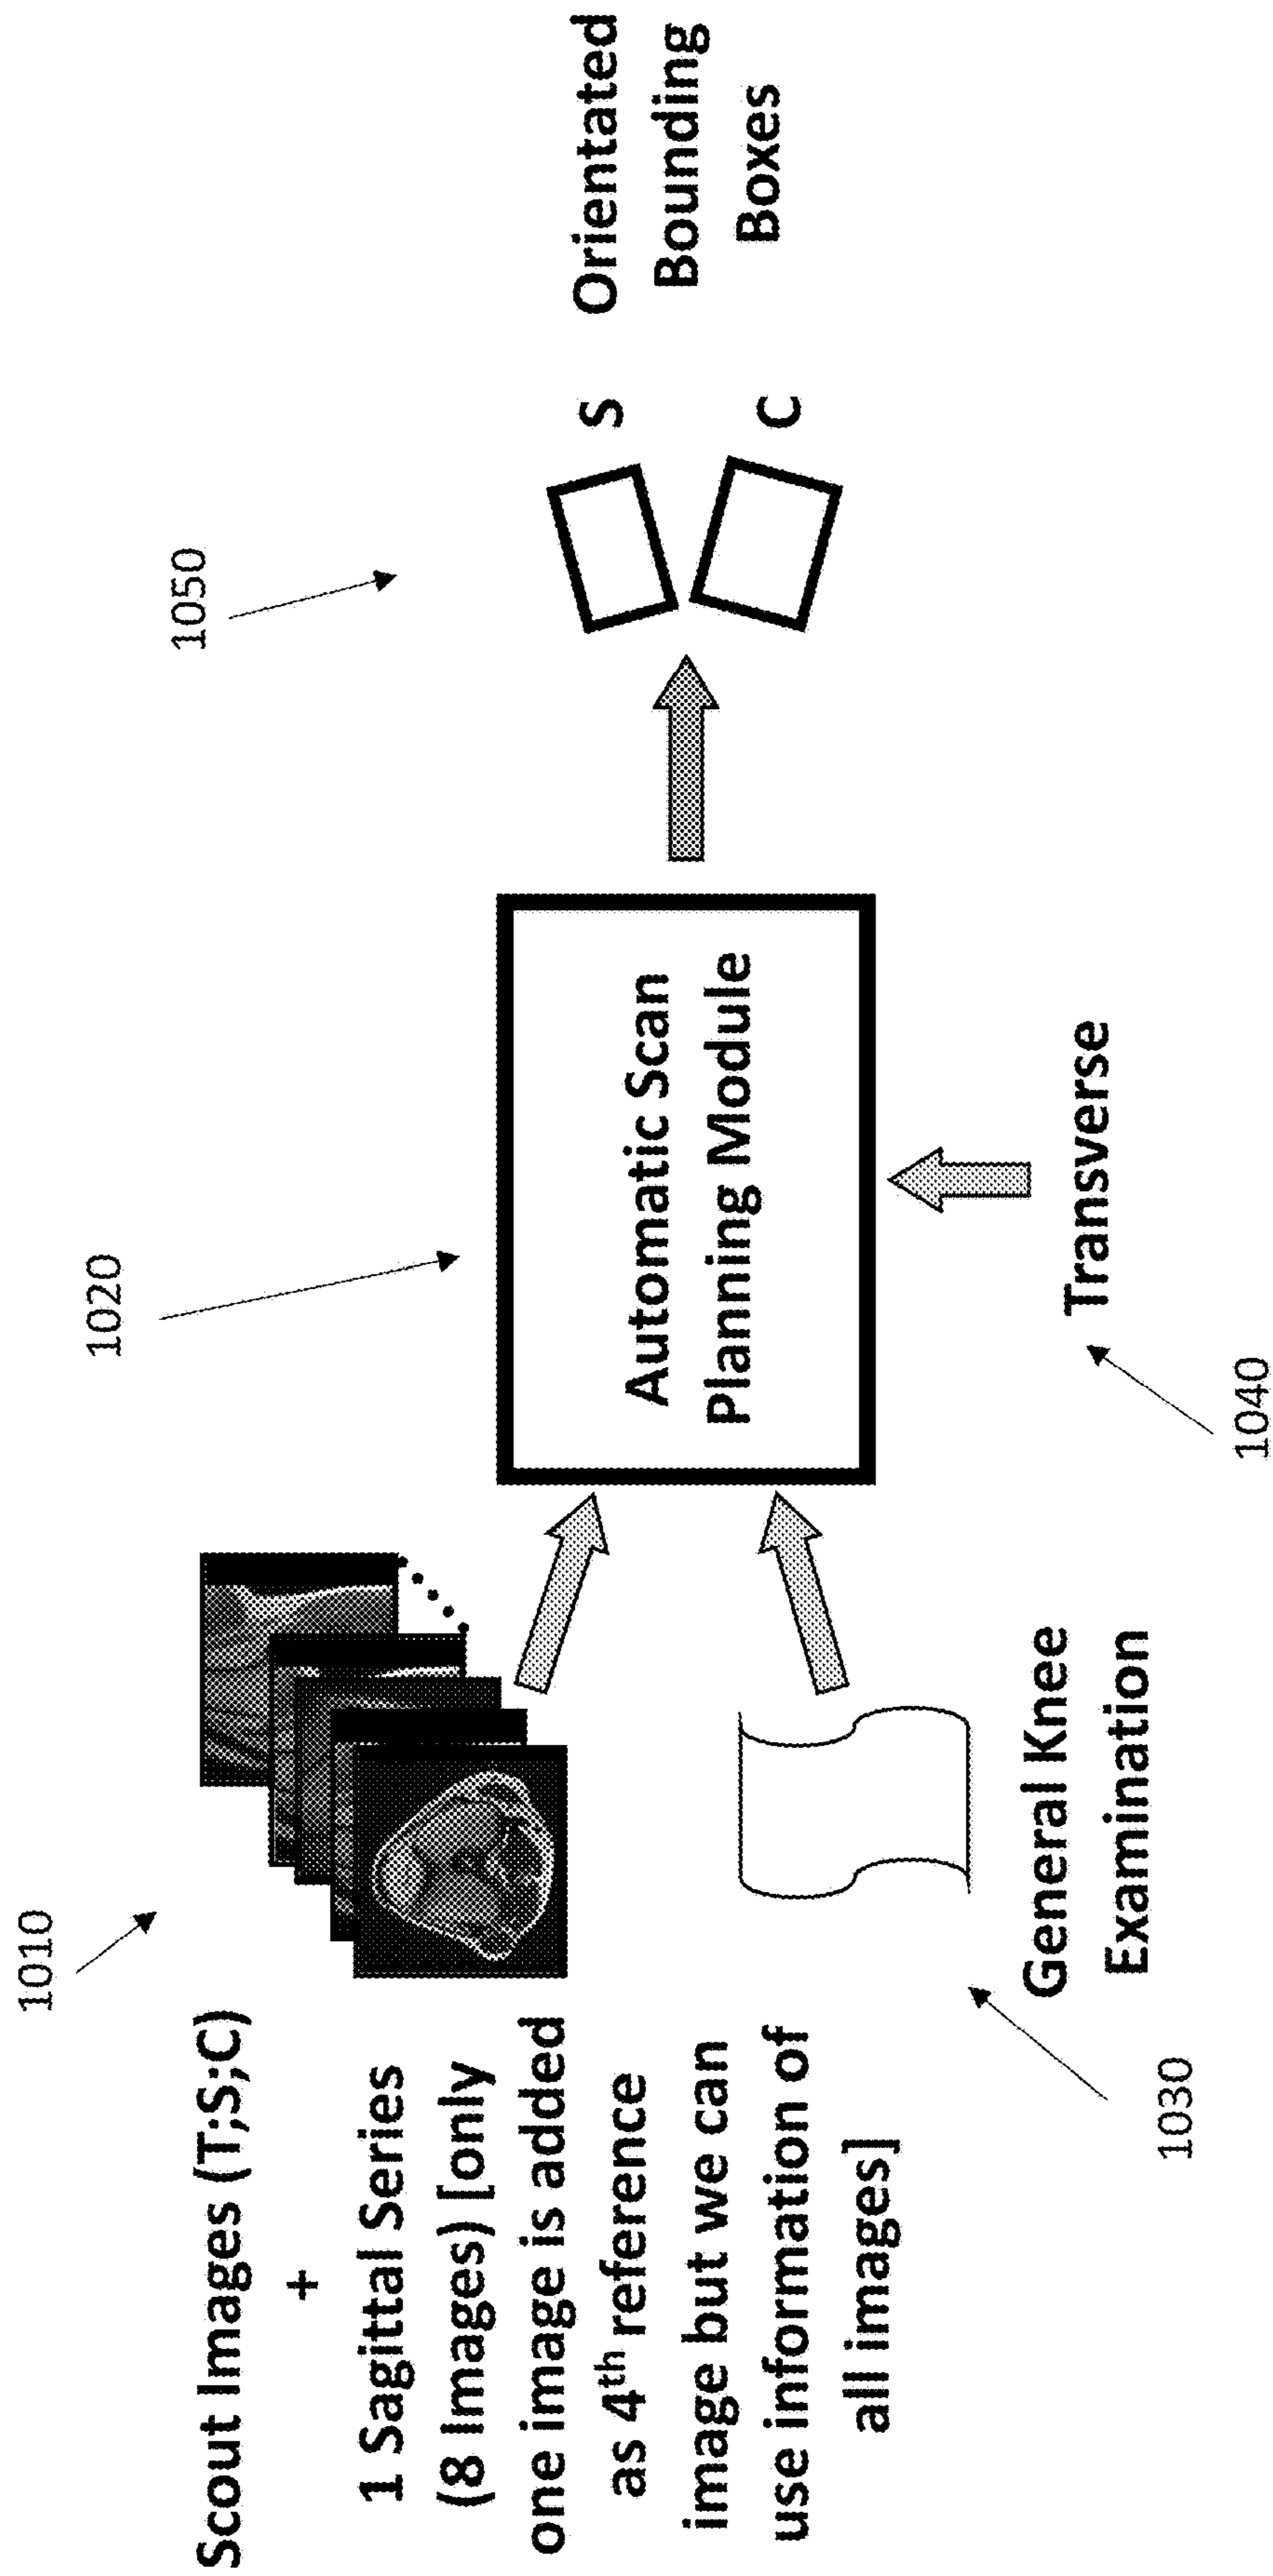 1010
Scout Images (T;S;C)
+
1 Sagittal Series
(8 Images) [only
one image is added
as 4th reference
image but we can
use information of
all images]
1030
General Knee
Examination
1020
Automatic Scan
Planning Module
1040
Transverse
1050
S
C
Orientated
Bounding
Boxes